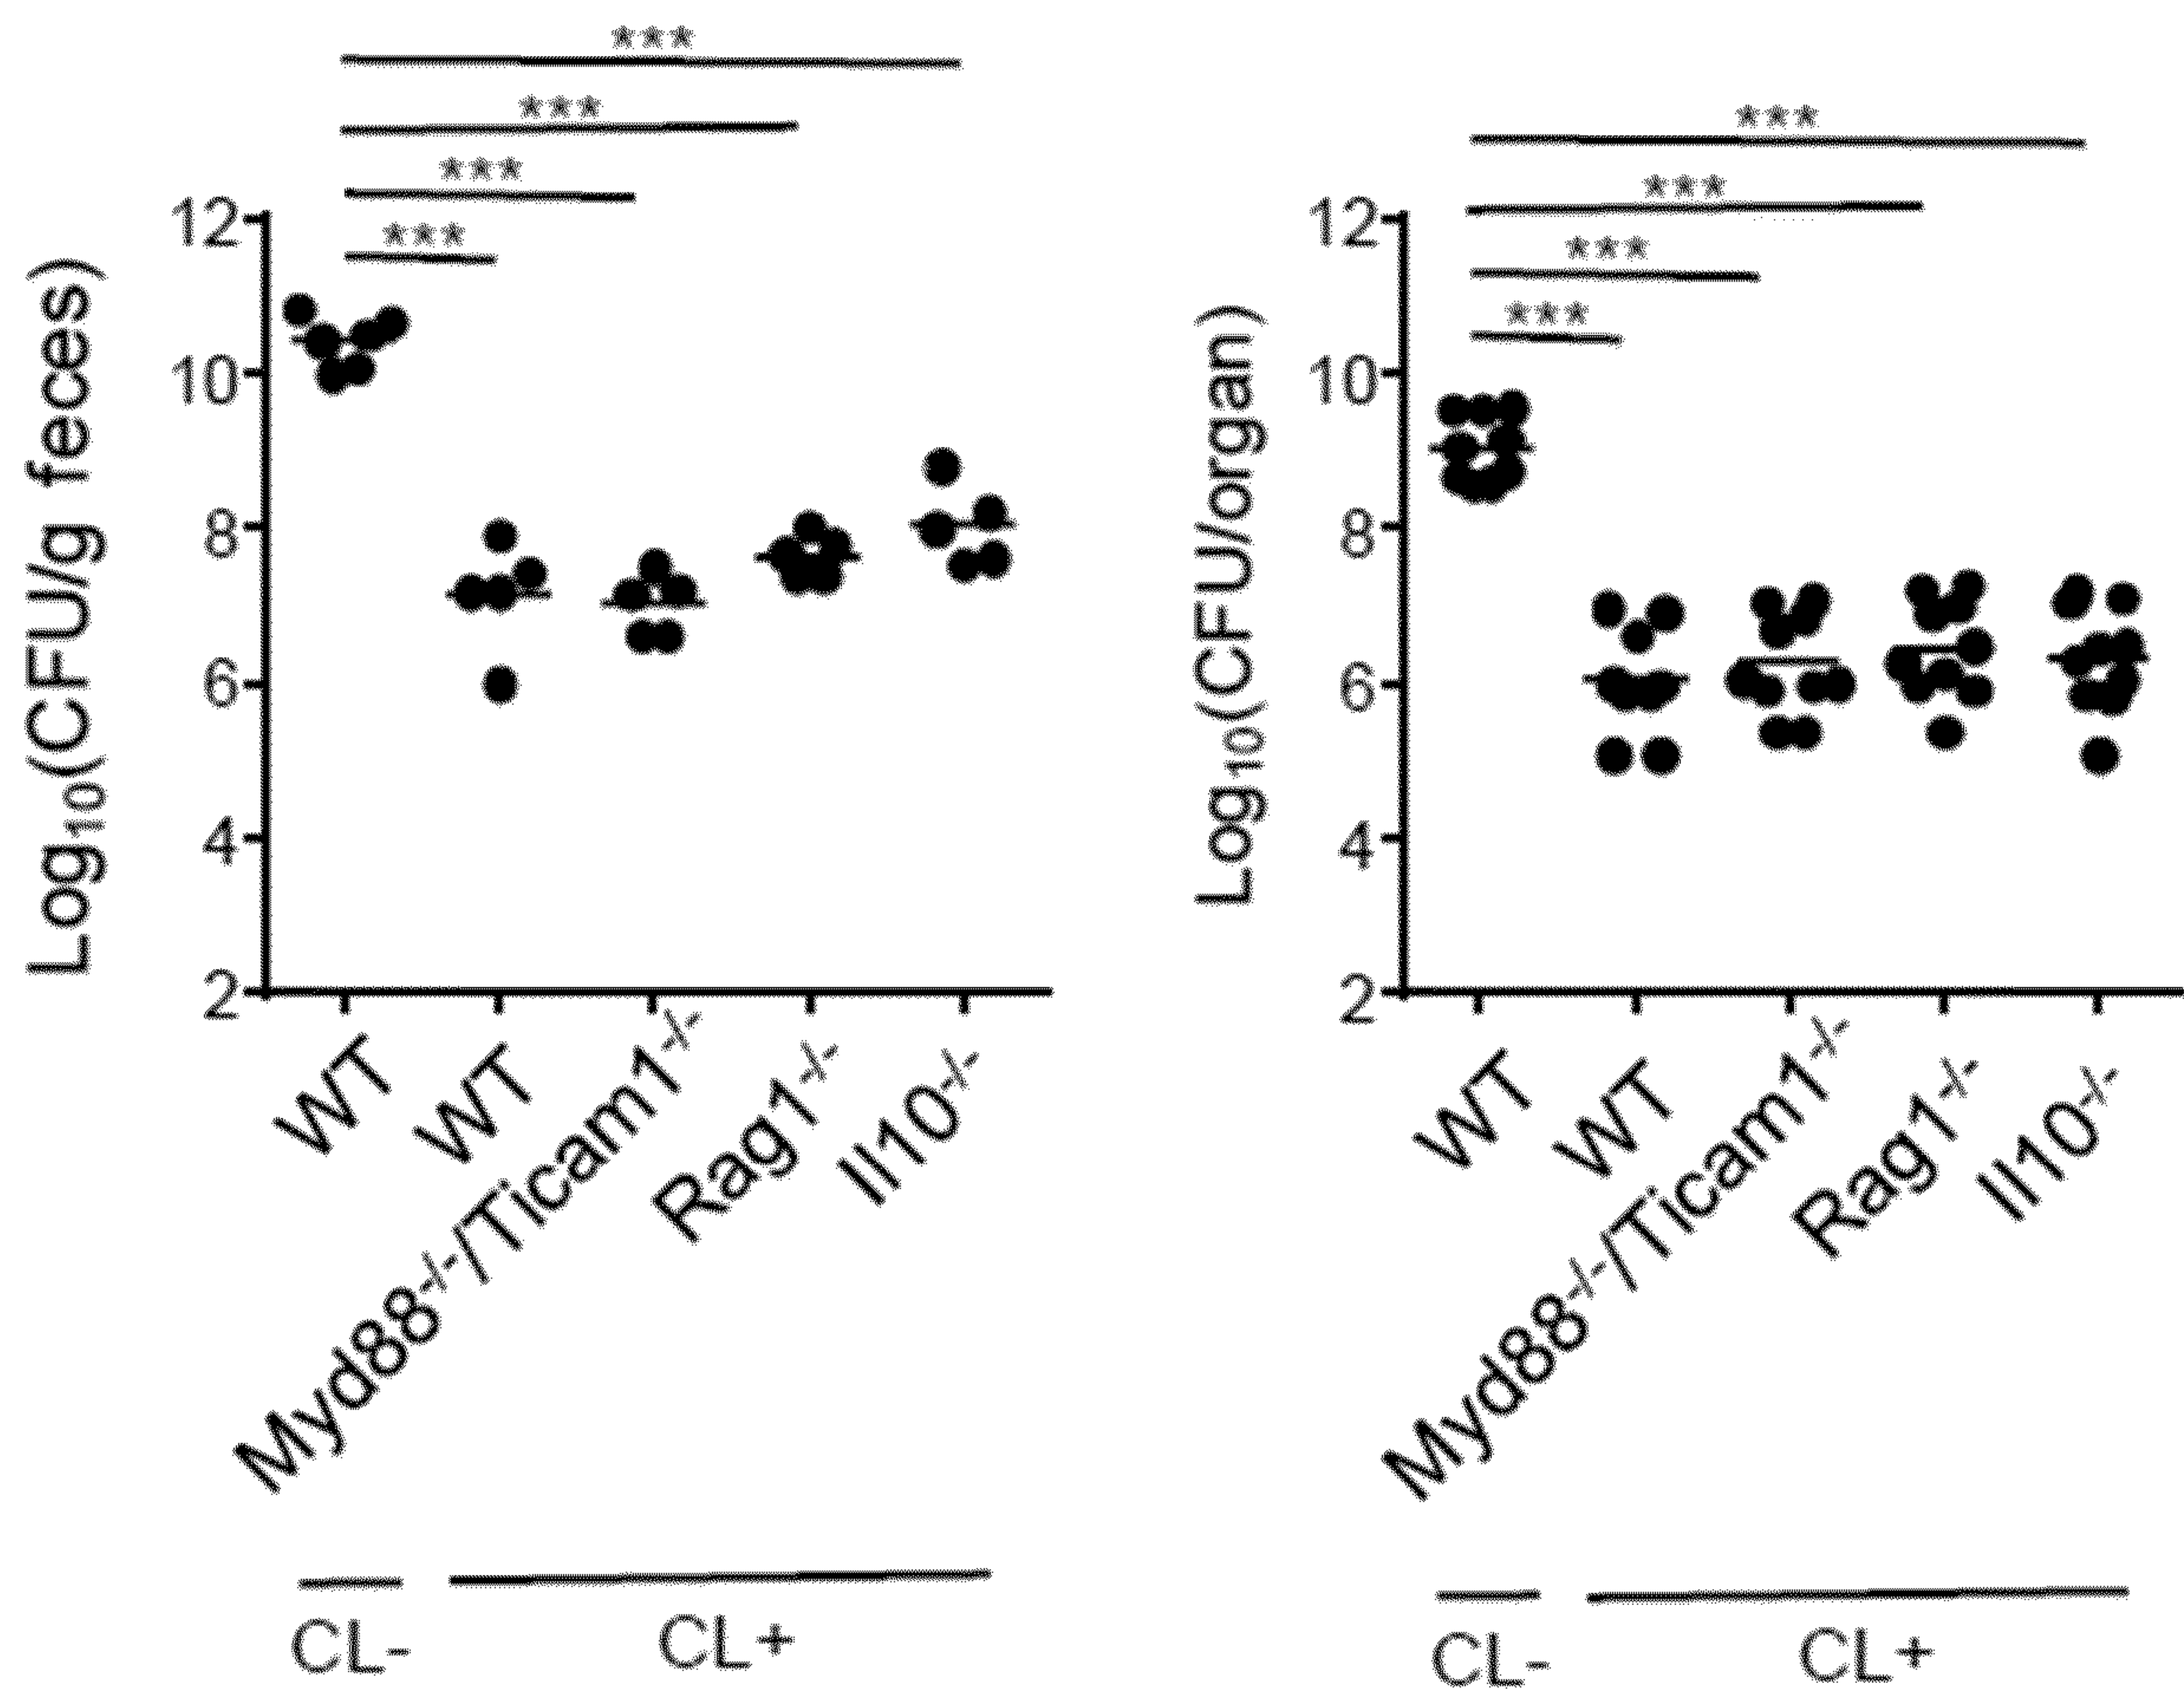 ***
***
***
***
12
10
8
6
4
2
Log10(CFU/g feces)
WT
WT
Myd88-/-/Ticam1-/-
Rag1-/-
Il10-/-
CL-
CL+
***
***
***
***
12
10
8
6
4
2
Log10(CFU/organ)
WT
WT
Myd88-/-/Ticam1-/-
Rag1-/-
Il10-/-
CL-
CL+